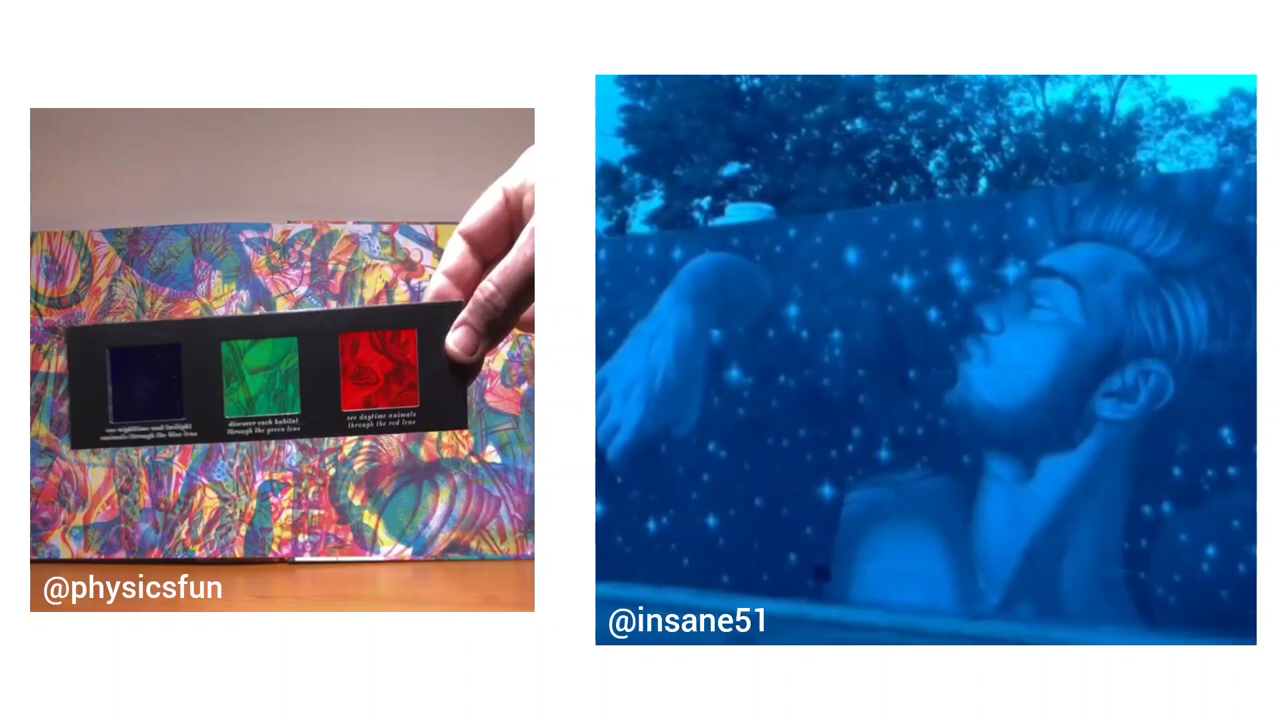 discover each habitat
through the green lens
see daytime animals
through the red lens
@physicsfun
@insane51